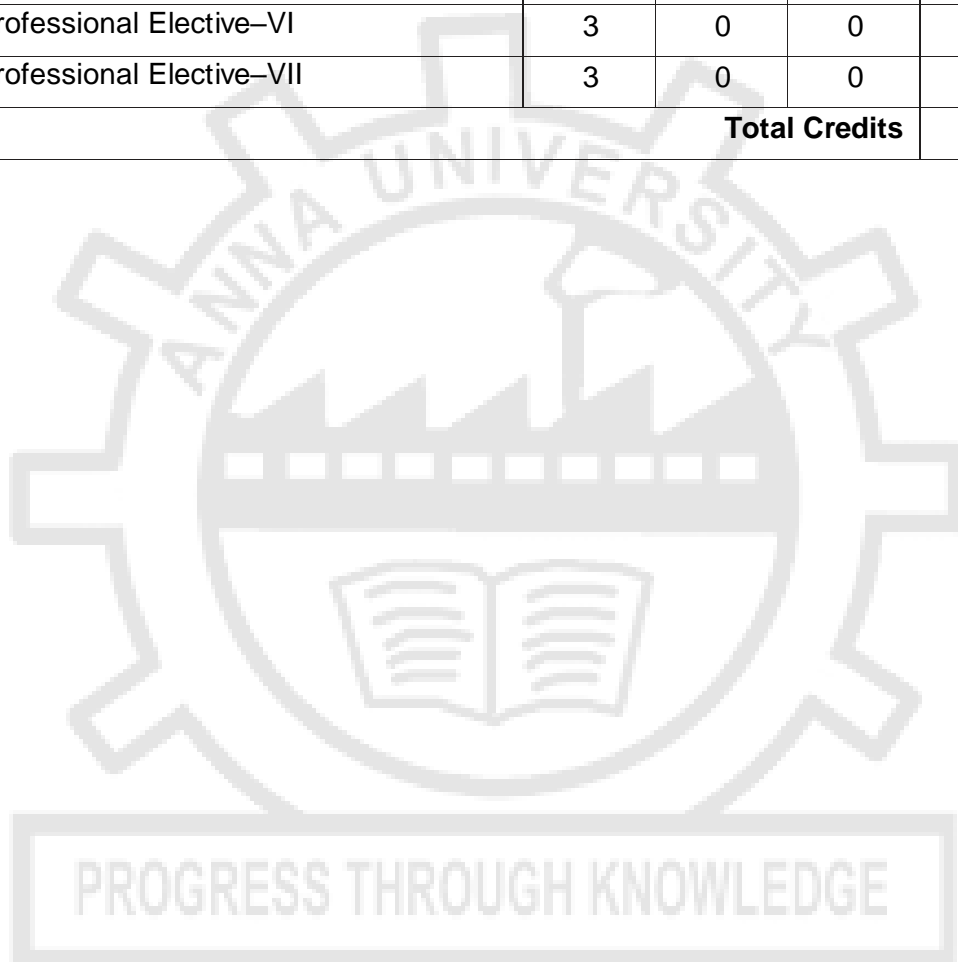 rofessional Elective–VI 3 0 0
rofessional Elective–VII 3 0 0
Total Credits
ANNA UNIVERSITY
PROGRESS THROUGH KNOWLEDGE